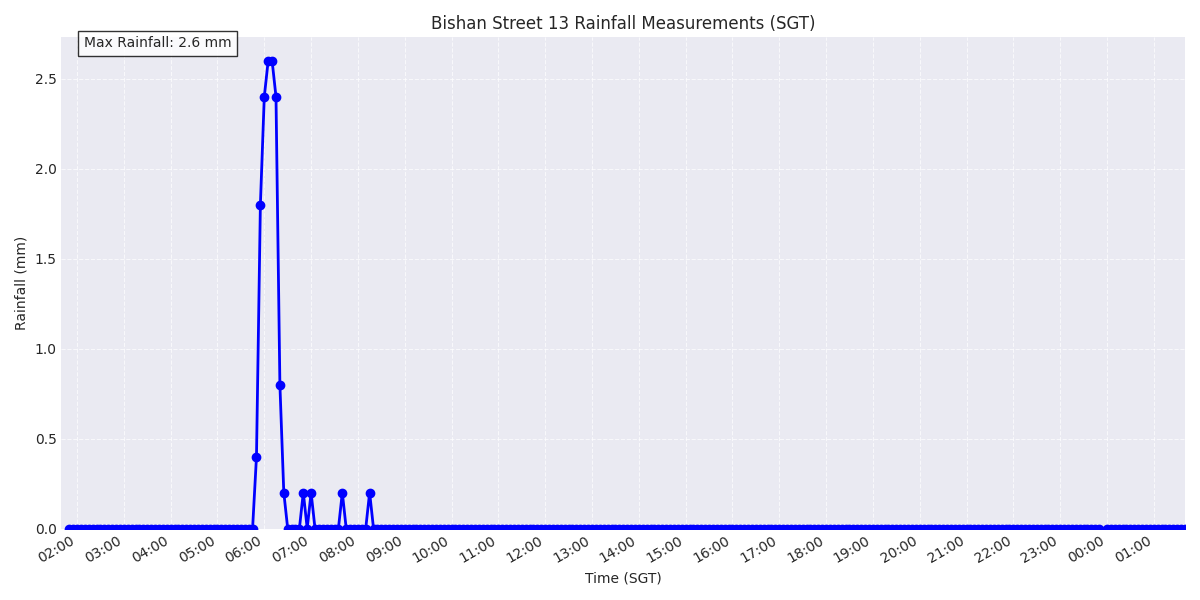 Bishan Street 13 Rainfall Measurements (SGT)
Max Rainfall: 2.6 mm
Rainfall (mm)
2.5
2.0
1.5
1.0
0.5
0.0
02:00 03:00 04:00 05:00 06:00 07:00 08:00 09:00 10:00 11:00 12:00 13:00 14:00 15:00 16:00 17:00 18:00 19:00 20:00 21:00 22:00 23:00 00:00 01:00
Time (SGT)